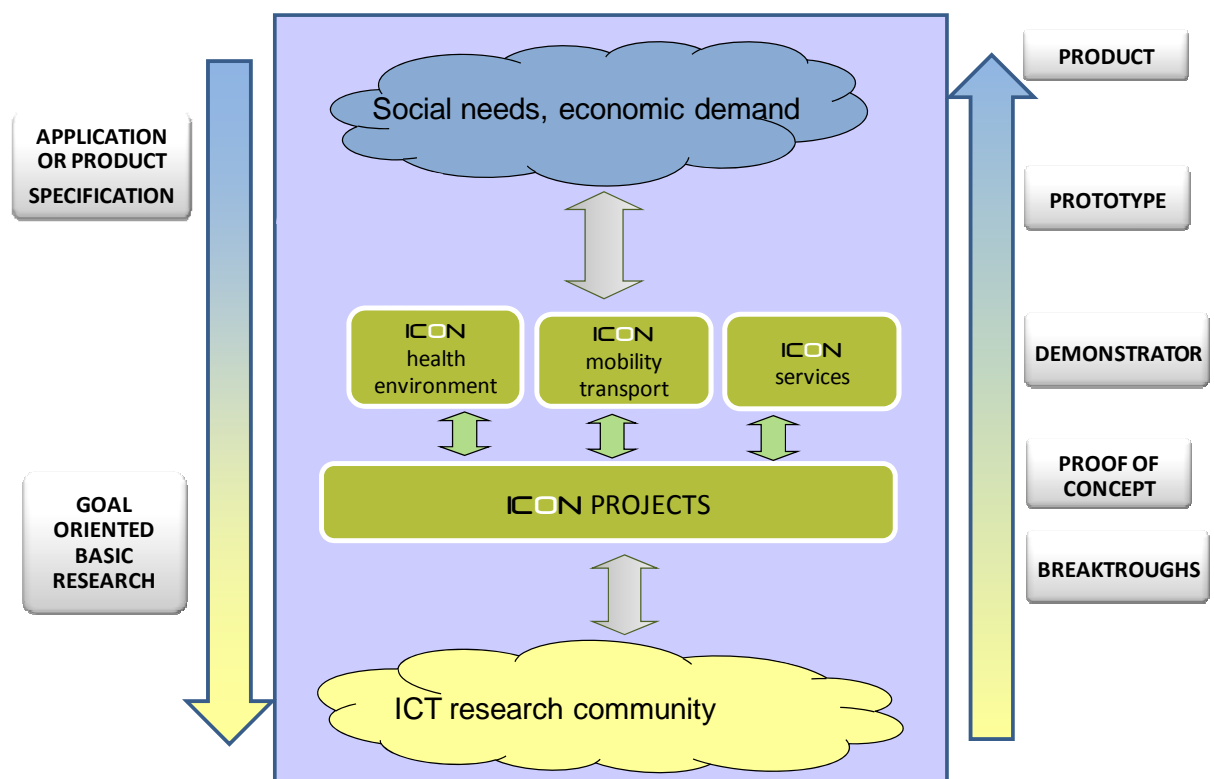 APPLICATION
OR PRODUCT
SPECIFICATION
GOAL
ORIENTED
BASIC
RESEARCH
Social needs, economic demand
ICON
health
environment
ICON
mobility
transport
ICON
services
ICON PROJECTS
ICT research community
PRODUCT
PROTOTYPE
DEMONSTRATOR
PROOF OF
CONCEPT
BREAKTROUGHS